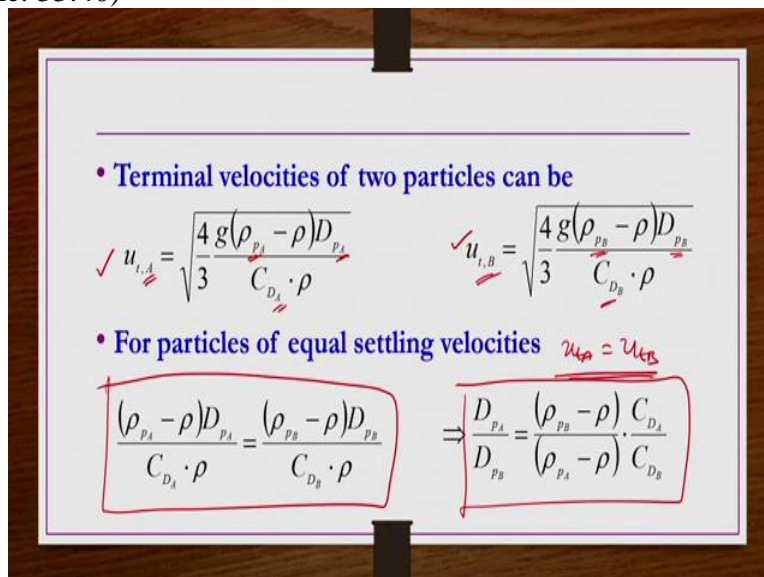 • Terminal velocities of two particles can be
✓ u_{t,A} = √(4/3 g(ρ_{p_A} − ρ)D_{p_A} / C_{D_A} · ρ) ✓ u_{t,B} = √(4/3 g(ρ_{p_B} − ρ)D_{p_B} / C_{D_B} · ρ)
• For particles of equal settling velocities u_{tA} = u_{tB}
(ρ_{p_A} − ρ)D_{p_A} / C_{D_A} · ρ = (ρ_{p_B} − ρ)D_{p_B} / C_{D_B} · ρ ⇒ D_{p_A} / D_{p_B} = (ρ_{p_B} − ρ) / (ρ_{p_A} − ρ) · C_{D_A} / C_{D_B}